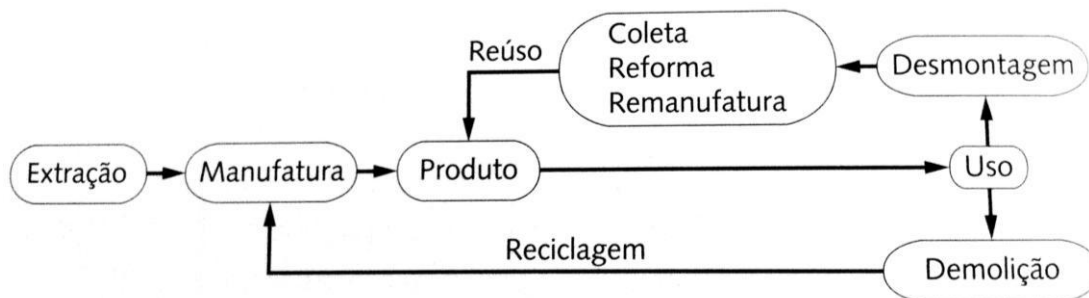 Coleta
Reúso
Reforma
Desmontagem
Remanufatura
Extração
Manufatura
Produto
Uso
Reciclagem
Demolição